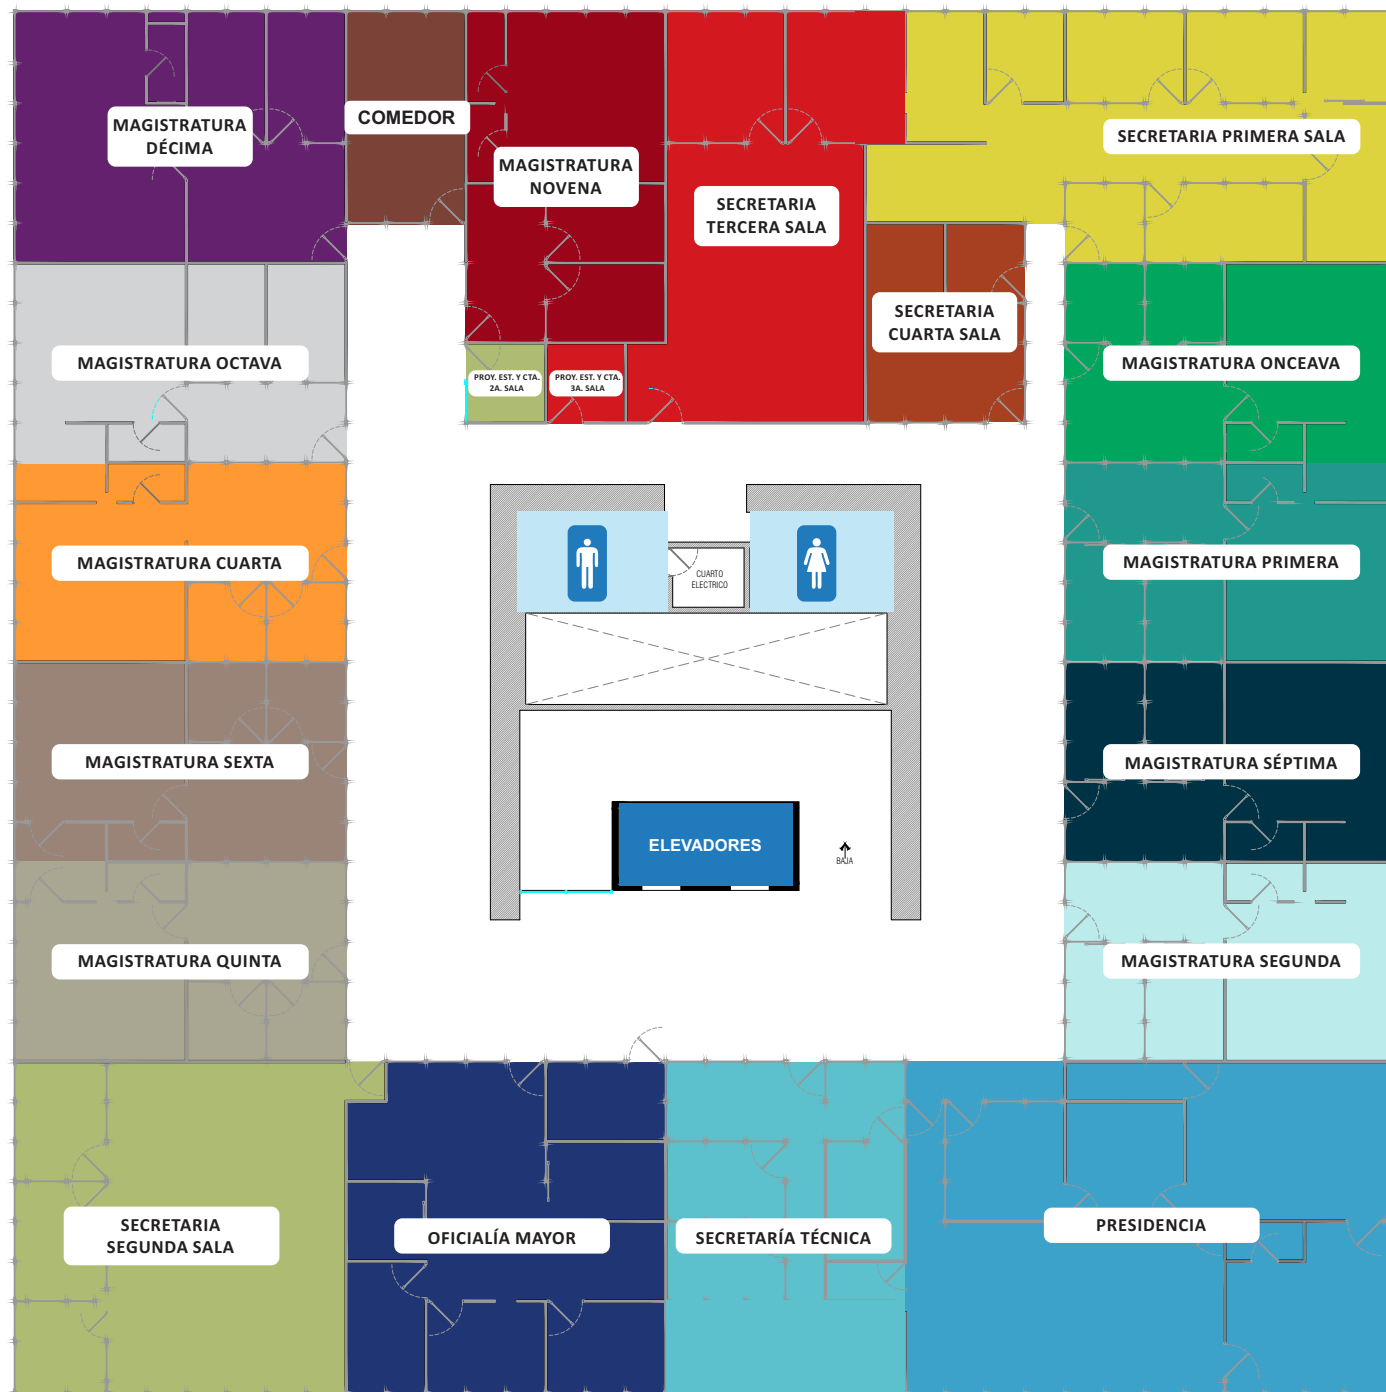 MAGISTRATURA
DÉCIMA
COMEDOR
MAGISTRATURA
NOVENA
SECRETARIA
TERCERA SALA
SECRETARIA PRIMERA SALA
SECRETARIA
CUARTA SALA
MAGISTRATURA OCTAVA
PROY. EST. Y CTA.
2A. SALA
PROY. EST. Y CTA.
3A. SALA
MAGISTRATURA ONCEAVA
MAGISTRATURA CUARTA
CUARTO
ELECTRICO
MAGISTRATURA PRIMERA
MAGISTRATURA SEXTA
MAGISTRATURA SÉPTIMA
ELEVADORES
BAJA
MAGISTRATURA QUINTA
MAGISTRATURA SEGUNDA
SECRETARIA
SEGUNDA SALA
OFICIALÍA MAYOR
SECRETARÍA TÉCNICA
PRESIDENCIA